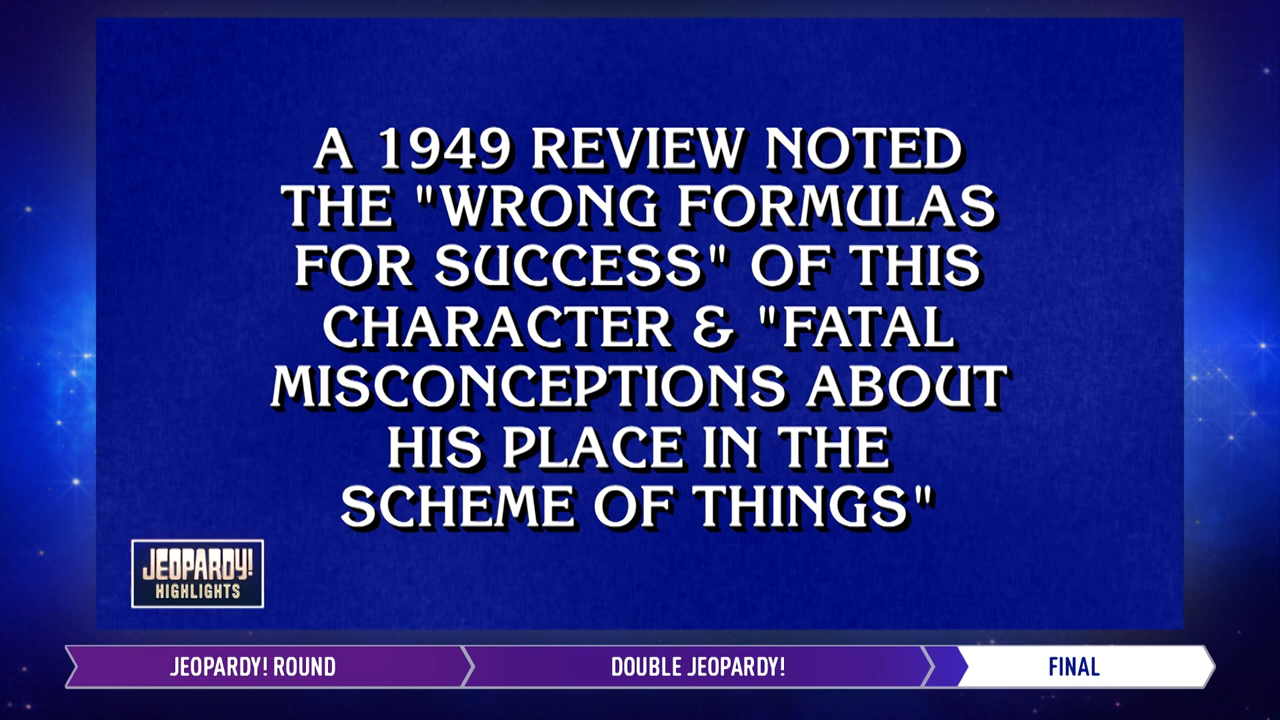 A 1949 REVIEW NOTED
THE "WRONG FORMULAS
FOR SUCCESS" OF THIS
CHARACTER & "FATAL
MISCONCEPTIONS ABOUT
HIS PLACE IN THE
SCHEME OF THINGS"
JEOPARDY!
HIGHLIGHTS
JEOPARDY! ROUND
DOUBLE JEOPARDY!
FINAL